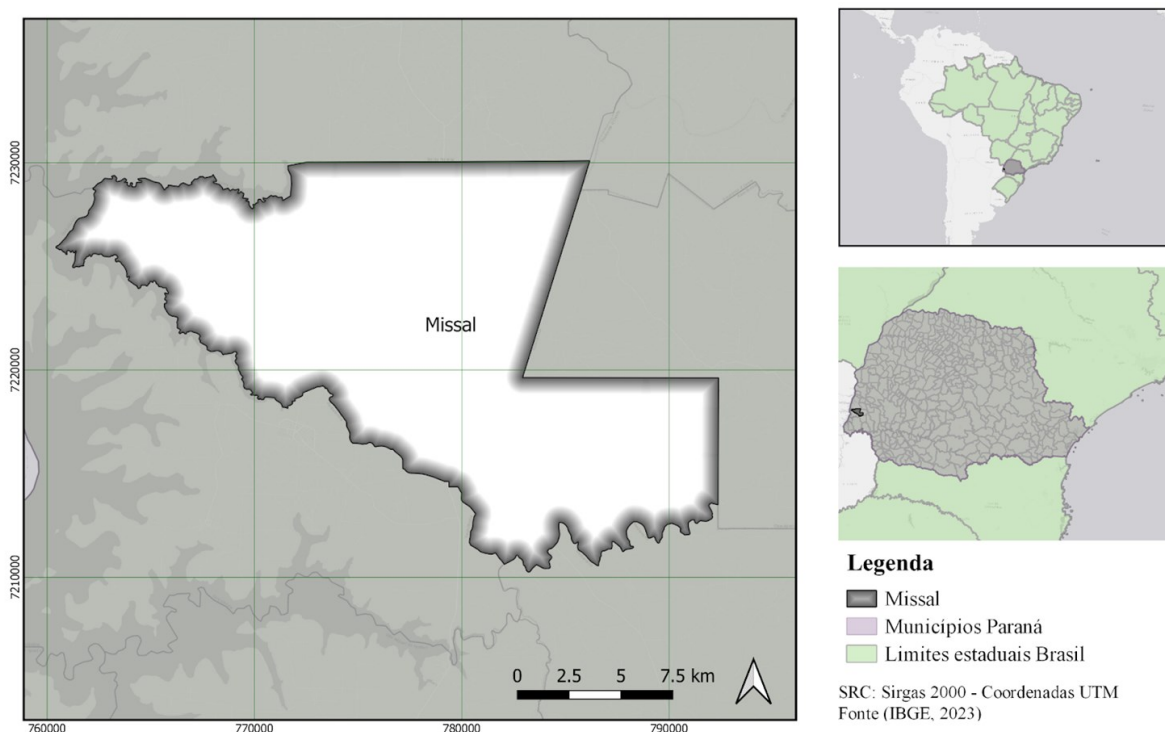 7230000
7220000
7210000
760000
770000
780000
790000
Missal
0 2.5 5 7.5 km
Legenda
Missal
Municípios Paraná
Limites estaduais Brasil
SRC: Sirgas 2000 - Coordenadas UTM
Fonte (IBGE, 2023)